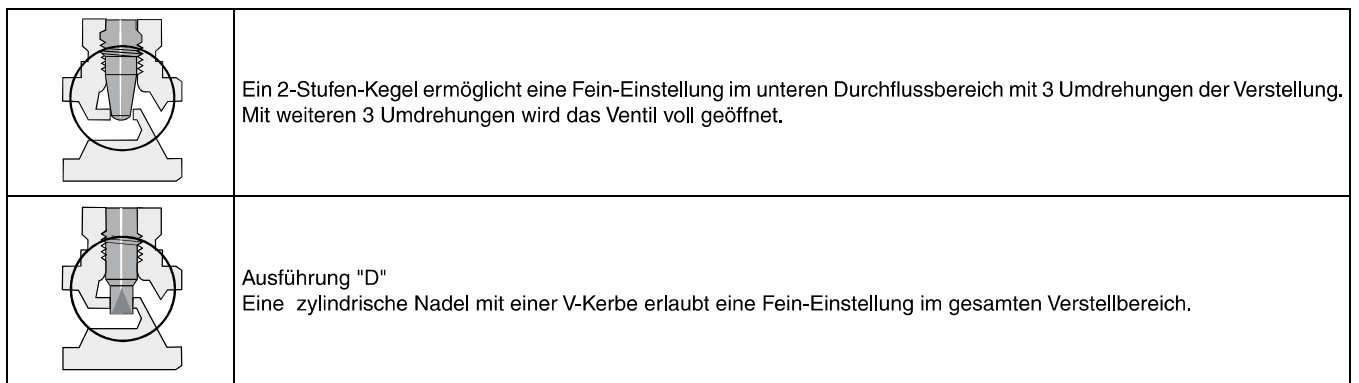 Ein 2-Stufen-Kegel ermöglicht eine Fein-Einstellung im unteren Durchflussbereich mit 3 Umdrehungen der Verstellung.
Mit weiteren 3 Umdrehungen wird das Ventil voll geöffnet.
Ausführung "D"
Eine zylindrische Nadel mit einer V-Kerbe erlaubt eine Fein-Einstellung im gesamten Verstellbereich.